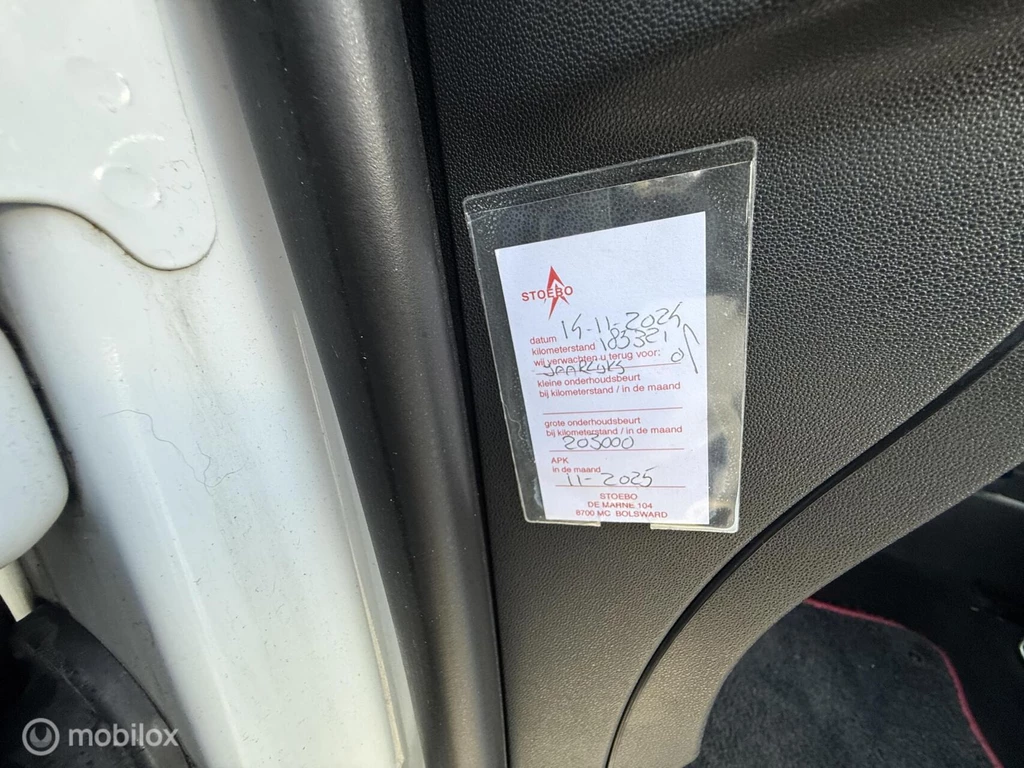 STOEBO
datum 14-11-2024
kilometerstand 185321
wij verwachten u terug voor:
JAARLIJKS of
kleine onderhoudsbeurt
bij kilometerstand / in de maand
grote onderhoudsbeurt
bij kilometerstand / in de maand
205000
APK
in de maand 11-2025
STOEBO
DE MARNE 104
8700 MC BOLSWARD
mobilox